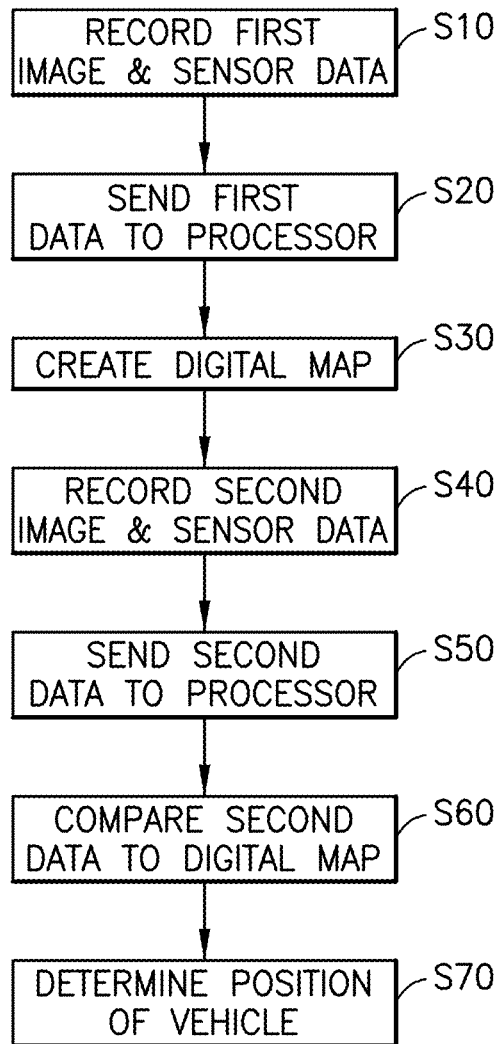 RECORD FIRST
IMAGE & SENSOR DATA
S10
SEND FIRST
DATA TO PROCESSOR
S20
CREATE DIGITAL MAP
S30
RECORD SECOND
IMAGE & SENSOR DATA
S40
SEND SECOND
DATA TO PROCESSOR
S50
COMPARE SECOND
DATA TO DIGITAL MAP
S60
DETERMINE POSITION
OF VEHICLE
S70